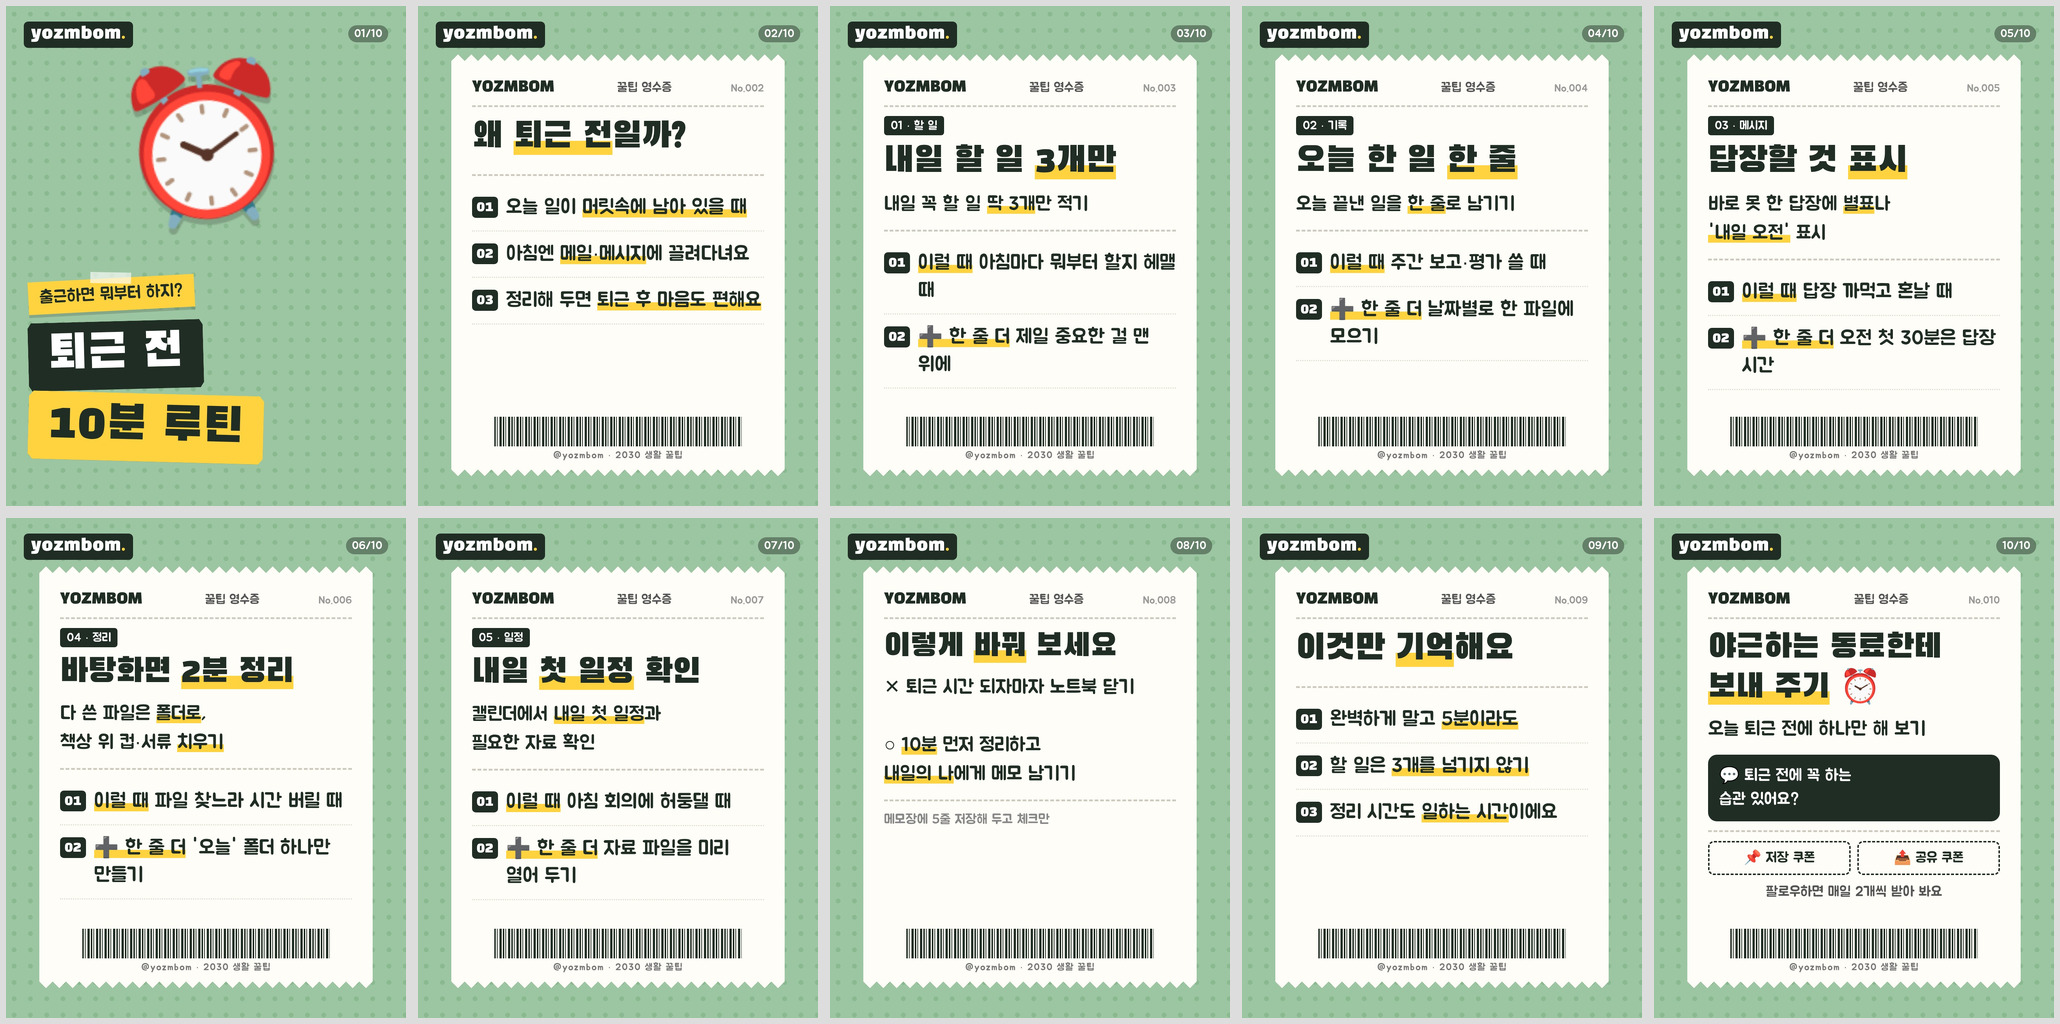 yozmbom.
01/10
출근하면 뭐부터 하지?
퇴근 전
10분 루틴
yozmbom.
02/10
YOZMBOM 꿀팁 영수증 No.002
왜 퇴근 전일까?
01 오늘 일이 머릿속에 남아 있을 때
02 아침엔 메일·메시지에 끌려다녀요
03 정리해 두면 퇴근 후 마음도 편해요
@yozmbom · 2030 생활 꿀팁
yozmbom.
03/10
YOZMBOM 꿀팁 영수증 No.003
01 · 할 일
내일 할 일 3개만
내일 꼭 할 일 딱 3개만 적기
01 이럴 때 아침마다 뭐부터 할지 헤맬
때
02 ➕ 한 줄 더 제일 중요한 걸 맨
위에
@yozmbom · 2030 생활 꿀팁
yozmbom.
04/10
YOZMBOM 꿀팁 영수증 No.004
02 · 기록
오늘 한 일 한 줄
오늘 끝낸 일을 한 줄로 남기기
01 이럴 때 주간 보고·평가 쓸 때
02 ➕ 한 줄 더 날짜별로 한 파일에
모으기
@yozmbom · 2030 생활 꿀팁
yozmbom.
05/10
YOZMBOM 꿀팁 영수증 No.005
03 · 메시지
답장할 것 표시
바로 못 한 답장에 별표나
'내일 오전' 표시
01 이럴 때 답장 까먹고 혼날 때
02 ➕ 한 줄 더 오전 첫 30분은 답장
시간
@yozmbom · 2030 생활 꿀팁
yozmbom.
06/10
YOZMBOM 꿀팁 영수증 No.006
04 · 정리
바탕화면 2분 정리
다 쓴 파일은 폴더로,
책상 위 컵·서류 치우기
01 이럴 때 파일 찾느라 시간 버릴 때
02 ➕ 한 줄 더 '오늘' 폴더 하나만
만들기
@yozmbom · 2030 생활 꿀팁
yozmbom.
07/10
YOZMBOM 꿀팁 영수증 No.007
05 · 일정
내일 첫 일정 확인
캘린더에서 내일 첫 일정과
필요한 자료 확인
01 이럴 때 아침 회의에 허둥댈 때
02 ➕ 한 줄 더 자료 파일을 미리
열어 두기
@yozmbom · 2030 생활 꿀팁
yozmbom.
08/10
YOZMBOM 꿀팁 영수증 No.008
이렇게 바꿔 보세요
✕ 퇴근 시간 되자마자 노트북 닫기
○ 10분 먼저 정리하고
내일의 나에게 메모 남기기
메모장에 5줄 저장해 두고 체크만
@yozmbom · 2030 생활 꿀팁
yozmbom.
09/10
YOZMBOM 꿀팁 영수증 No.009
이것만 기억해요
01 완벽하게 말고 5분이라도
02 할 일은 3개를 넘기지 않기
03 정리 시간도 일하는 시간이에요
@yozmbom · 2030 생활 꿀팁
yozmbom.
10/10
YOZMBOM 꿀팁 영수증 No.010
야근하는 동료한테
보내 주기 ⏰
오늘 퇴근 전에 하나만 해 보기
💬 퇴근 전에 꼭 하는
습관 있어요?
📌 저장 쿠폰
📤 공유 쿠폰
팔로우하면 매일 2개씩 받아 봐요
@yozmbom · 2030 생활 꿀팁